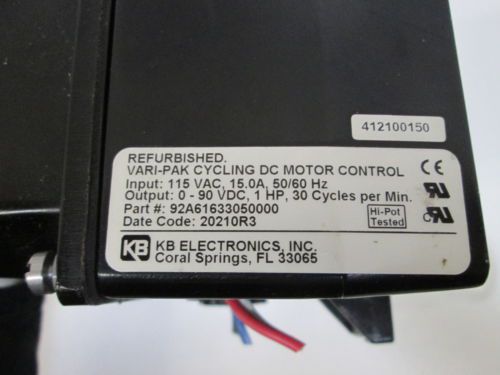 412100150
REFURBISHED.
VARI-PAK CYCLING DC MOTOR CONTROL
Input: 115 VAC, 15.0A, 50/60 Hz
Output: 0 - 90 VDC, 1 HP, 30 Cycles per Min.
Part #: 92A61633050000
Date Code: 20210R3
CE
Hi-Pot
Tested
KB
KB ELECTRONICS, INC.
Coral Springs, FL 33065